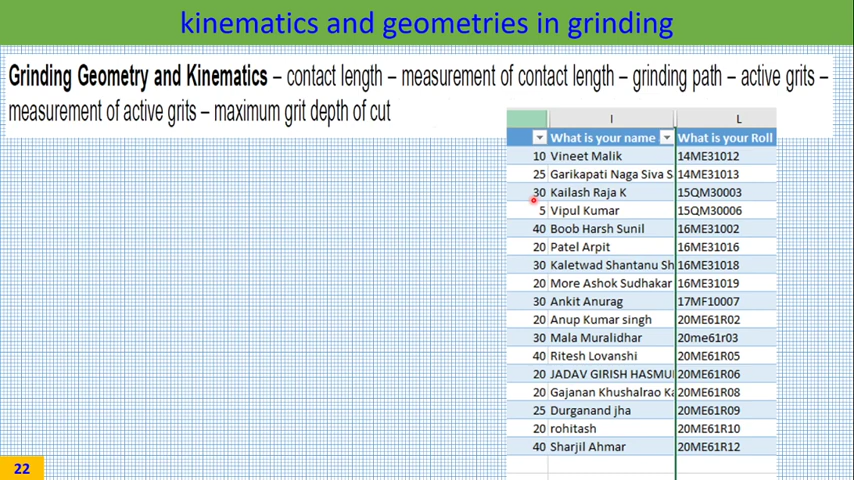 kinematics and geometries in grinding
Grinding Geometry and Kinematics – contact length – measurement of contact length – grinding path – active grits –
measurement of active grits – maximum grit depth of cut
I L
What is your name What is your Roll
10 Vineet Malik 14ME31012
25 Garikapati Naga Siva S 14ME31013
30 Kailash Raja K 15QM30003
5 Vipul Kumar 15QM30006
40 Boob Harsh Sunil 16ME31002
20 Patel Arpit 16ME31016
30 Kaletwad Shantanu Sh 16ME31018
20 More Ashok Sudhakar 16ME31019
30 Ankit Anurag 17MF10007
20 Anup Kumar singh 20ME61R02
30 Mala Muralidhar 20me61r03
40 Ritesh Lovanshi 20ME61R05
20 JADAV GIRISH HASMU 20ME61R06
20 Gajanan Khushalrao Ka 20ME61R08
25 Durganand jha 20ME61R09
20 rohitash 20ME61R10
40 Sharjil Ahmar 20ME61R12
22